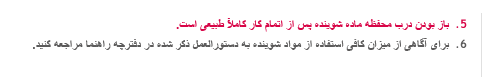 5. باز بودن درب محفظه ماده شوینده پس از اتمام کار کاملاً طبیعی است.
6. برای آگاهی از میزان کافی استفاده از مواد شوینده به دستورالعمل ذکر شده در دفترچه راهنما مراجعه کنید.